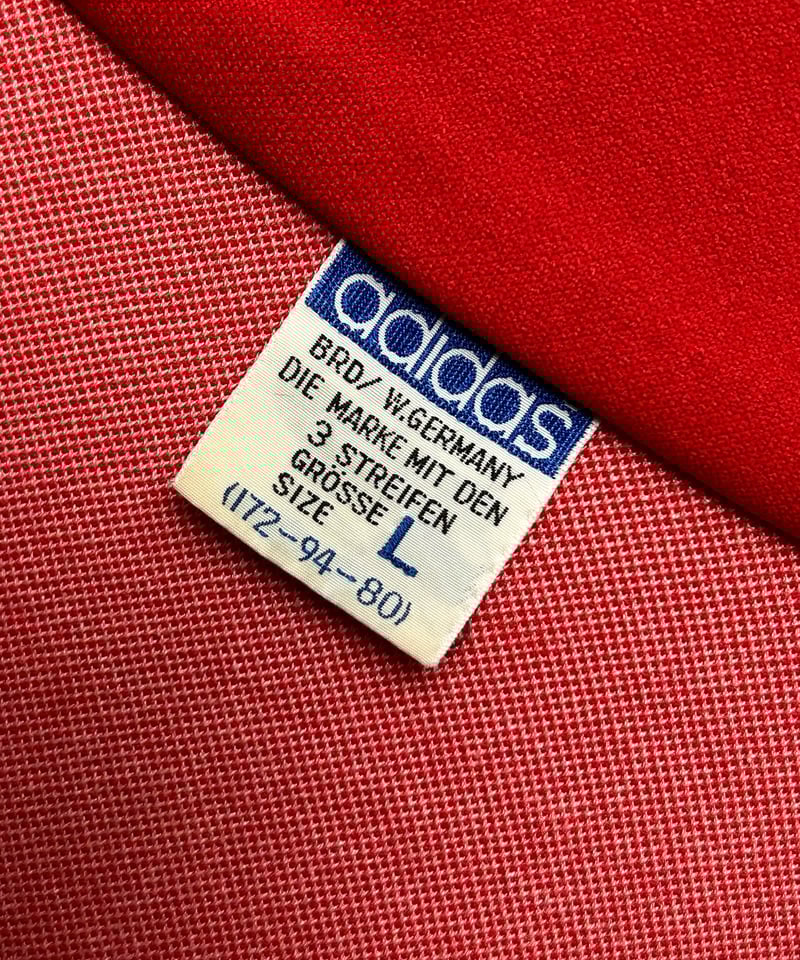 adidas
BRD/W.GERMANY
DIE MARKE MIT DEN
3 STREIFEN
GRÖSSE L
SIZE
(172-94-80)